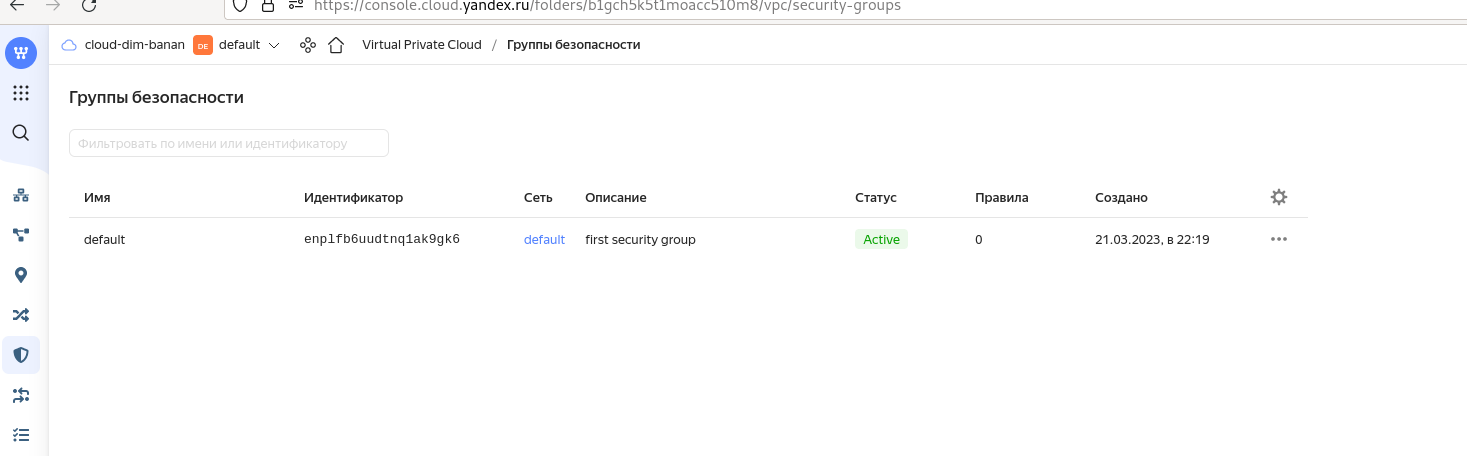 https://console.cloud.yandex.ru/folders/b1gch5k5t1moacc510m8/vpc/security-groups
cloud-dim-banan DE default Virtual Private Cloud / Группы безопасности
Группы безопасности
Фильтровать по имени или идентификатору
Имя Идентификатор Сеть Описание Статус Правила Создано
default enplfb6uudtnq1ak9gk6 default first security group Active 0 21.03.2023, в 22:19